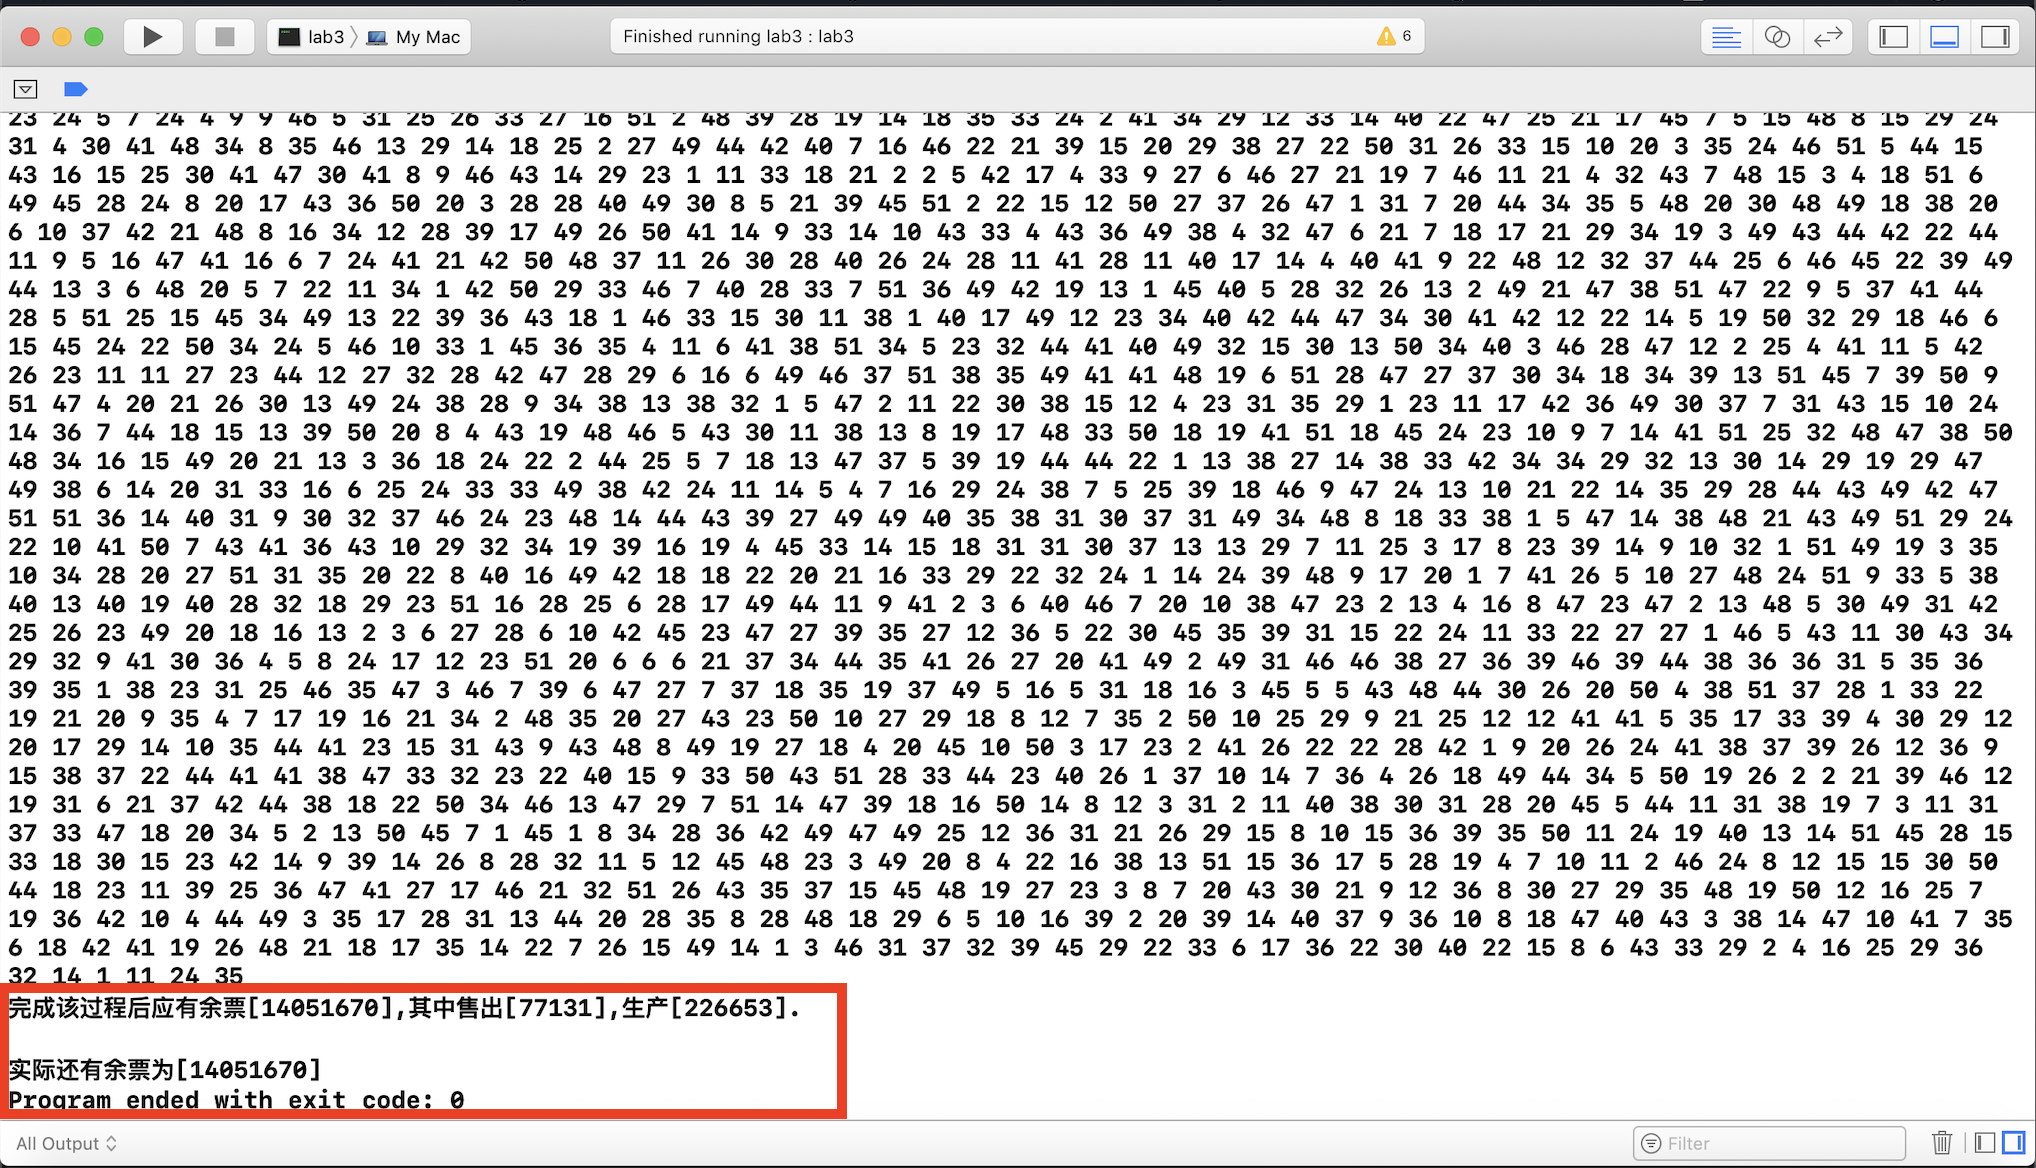 lab3 〉 My Mac
Finished running lab3 : lab3
6
23 24 5 7 24 4 9 9 46 5 31 25 26 33 27 16 51 2 48 39 28 19 14 18 35 33 24 2 41 34 29 12 33 14 40 22 47 25 21 17 45 7 5 15 48 8 15 29 24
31 4 30 41 48 34 8 35 46 13 29 14 18 25 2 27 49 44 42 40 7 16 46 22 21 39 15 20 29 38 27 22 50 31 26 33 15 10 20 3 35 24 46 51 5 44 15
43 16 15 25 30 41 47 30 41 8 9 46 43 14 29 23 1 11 33 18 21 2 2 5 42 17 4 33 9 27 6 46 27 21 19 7 46 11 21 4 32 43 7 48 15 3 4 18 51 6
49 45 28 24 8 20 17 43 36 50 20 3 28 28 40 49 30 8 5 21 39 45 51 2 22 15 12 50 27 37 26 47 1 31 7 20 44 34 35 5 48 20 30 48 49 18 38 20
6 10 37 42 21 48 8 16 34 12 28 39 17 49 26 50 41 14 9 33 14 10 43 33 4 43 36 49 38 4 32 47 6 21 7 18 17 21 29 34 19 3 49 43 44 42 22 44
11 9 5 16 47 41 16 6 7 24 41 21 42 50 48 37 11 26 30 28 40 26 24 28 11 41 28 11 40 17 14 4 40 41 9 22 48 12 32 37 44 25 6 46 45 22 39 49
44 13 3 6 48 20 5 7 22 11 34 1 42 50 29 33 46 7 40 28 33 7 51 36 49 42 19 13 1 45 40 5 28 32 26 13 2 49 21 47 38 51 47 22 9 5 37 41 44
28 5 51 25 15 45 34 49 13 22 39 36 43 18 1 46 33 15 30 11 38 1 40 17 49 12 23 34 40 42 44 47 34 30 41 42 12 22 14 5 19 50 32 29 18 46 6
15 45 24 22 50 34 24 5 46 10 33 1 45 36 35 4 11 6 41 38 51 34 5 23 32 44 41 40 49 32 15 30 13 50 34 40 3 46 28 47 12 2 25 4 41 11 5 42
26 23 11 11 27 23 44 12 27 32 28 42 47 28 29 6 16 6 49 46 37 51 38 35 49 41 41 48 19 6 51 28 47 27 37 30 34 18 34 39 13 51 45 7 39 50 9
51 47 4 20 21 26 30 13 49 24 38 28 9 34 38 13 38 32 1 5 47 2 11 22 30 38 15 12 4 23 31 35 29 1 23 11 17 42 36 49 30 37 7 31 43 15 10 24
14 36 7 44 18 15 13 39 50 20 8 4 43 19 48 46 5 43 30 11 38 13 8 19 17 48 33 50 18 19 41 51 18 45 24 23 10 9 7 14 41 51 25 32 48 47 38 50
48 34 16 15 49 20 21 13 3 36 18 24 22 2 44 25 5 7 18 13 47 37 5 39 19 44 44 22 1 13 38 27 14 38 33 42 34 34 29 32 13 30 14 29 19 29 47
49 38 6 14 20 31 33 16 6 25 24 33 33 49 38 42 24 11 14 5 4 7 16 29 24 38 7 5 25 39 18 46 9 47 24 13 10 21 22 14 35 29 28 44 43 49 42 47
51 51 36 14 40 31 9 30 32 37 46 24 23 48 14 44 43 39 27 49 49 40 35 38 31 30 37 31 49 34 48 8 18 33 38 1 5 47 14 38 48 21 43 49 51 29 24
22 10 41 50 7 43 41 36 43 10 29 32 34 19 39 16 19 4 45 33 14 15 18 31 31 30 37 13 13 29 7 11 25 3 17 8 23 39 14 9 10 32 1 51 49 19 3 35
10 34 28 20 27 51 31 35 20 22 8 40 16 49 42 18 18 22 20 21 16 33 29 22 32 24 1 14 24 39 48 9 17 20 1 7 41 26 5 10 27 48 24 51 9 33 5 38
40 13 40 19 40 28 32 18 29 23 51 16 28 25 6 28 17 49 44 11 9 41 2 3 6 40 46 7 20 10 38 47 23 2 13 4 16 8 47 23 47 2 13 48 5 30 49 31 42
25 26 23 49 20 18 16 13 2 3 6 27 28 6 10 42 45 23 47 27 39 35 27 12 36 5 22 30 45 35 39 31 15 22 24 11 33 22 27 27 1 46 5 43 11 30 43 34
29 32 9 41 30 36 4 5 8 24 17 12 23 51 20 6 6 6 21 37 34 44 35 41 26 27 20 41 49 2 49 31 46 46 38 27 36 39 46 39 44 38 36 36 31 5 35 36
39 35 1 38 23 31 25 46 35 47 3 46 7 39 6 47 27 7 37 18 35 19 37 49 5 16 5 31 18 16 3 45 5 5 43 48 44 30 26 20 50 4 38 51 37 28 1 33 22
19 21 20 9 35 4 7 17 19 16 21 34 2 48 35 20 27 43 23 50 10 27 29 18 8 12 7 35 2 50 10 25 29 9 21 25 12 12 41 41 5 35 17 33 39 4 30 29 12
20 17 29 14 10 35 44 41 23 15 31 43 9 43 48 8 49 19 27 18 4 20 45 10 50 3 17 23 2 41 26 22 22 28 42 1 9 20 26 24 41 38 37 39 26 12 36 9
15 38 37 22 44 41 41 38 47 33 32 23 22 40 15 9 33 50 43 51 28 33 44 23 40 26 1 37 10 14 7 36 4 26 18 49 44 34 5 50 19 26 2 2 21 39 46 12
19 31 6 21 37 42 44 38 18 22 50 34 46 13 47 29 7 51 14 47 39 18 16 50 14 8 12 3 31 2 11 40 38 30 31 28 20 45 5 44 11 31 38 19 7 3 11 31
37 33 47 18 20 34 5 2 13 50 45 7 1 45 1 8 34 28 36 42 49 47 49 25 12 36 31 21 26 29 15 8 10 15 36 39 35 50 11 24 19 40 13 14 51 45 28 15
33 18 30 15 23 42 14 9 39 14 26 8 28 32 11 5 12 45 48 23 3 49 20 8 4 22 16 38 13 51 15 36 17 5 28 19 4 7 10 11 2 46 24 8 12 15 15 30 50
44 18 23 11 39 25 36 47 41 27 17 46 21 32 51 26 43 35 37 15 45 48 19 27 23 3 8 7 20 43 30 21 9 12 36 8 30 27 29 35 48 19 50 12 16 25 7
19 36 42 10 4 44 49 3 35 17 28 31 13 44 20 28 35 8 28 48 18 29 6 5 10 16 39 2 20 39 14 40 37 9 36 10 8 18 47 40 43 3 38 14 47 10 41 7 35
6 18 42 41 19 26 48 21 18 17 35 14 22 7 26 15 49 14 1 3 46 31 37 32 39 45 29 22 33 6 17 36 22 30 40 22 15 8 6 43 33 29 2 4 16 25 29 36
32 14 1 11 24 35
完成该过程后应有余票[14051670],其中售出[77131],生产[226653].
实际还有余票为[14051670]
Program ended with exit code: 0
All Output
Filter